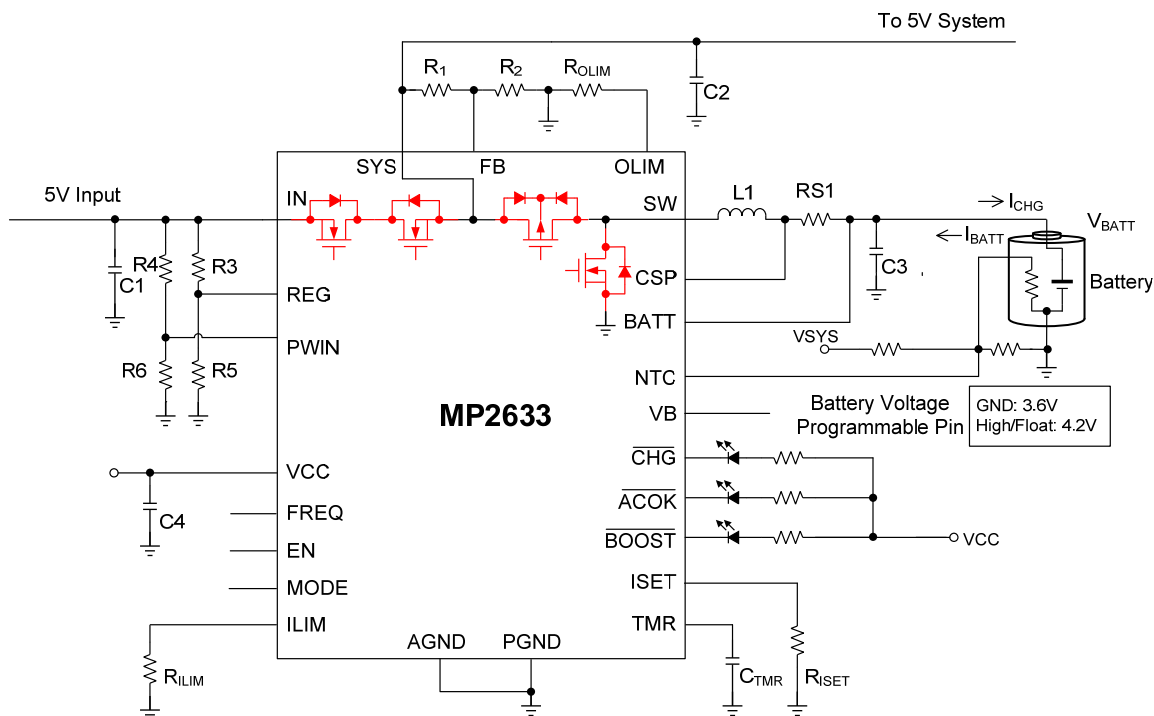 To 5V System
R1
R2
ROLIM
C2
SYS
FB
OLIM
5V Input
IN
SW
L1
RS1
ICHG
IBATT
VBATT
R4
R3
C1
C3
CSP
Battery
REG
BATT
PWIN
VSYS
R6
R5
NTC
MP2633
VB
Battery Voltage
Programmable Pin
GND: 3.6V
High/Float: 4.2V
CHG
VCC
ACOK
C4
FREQ
BOOST
VCC
EN
ISET
MODE
ILIM
TMR
AGND
PGND
RILIM
CTMR
RISET